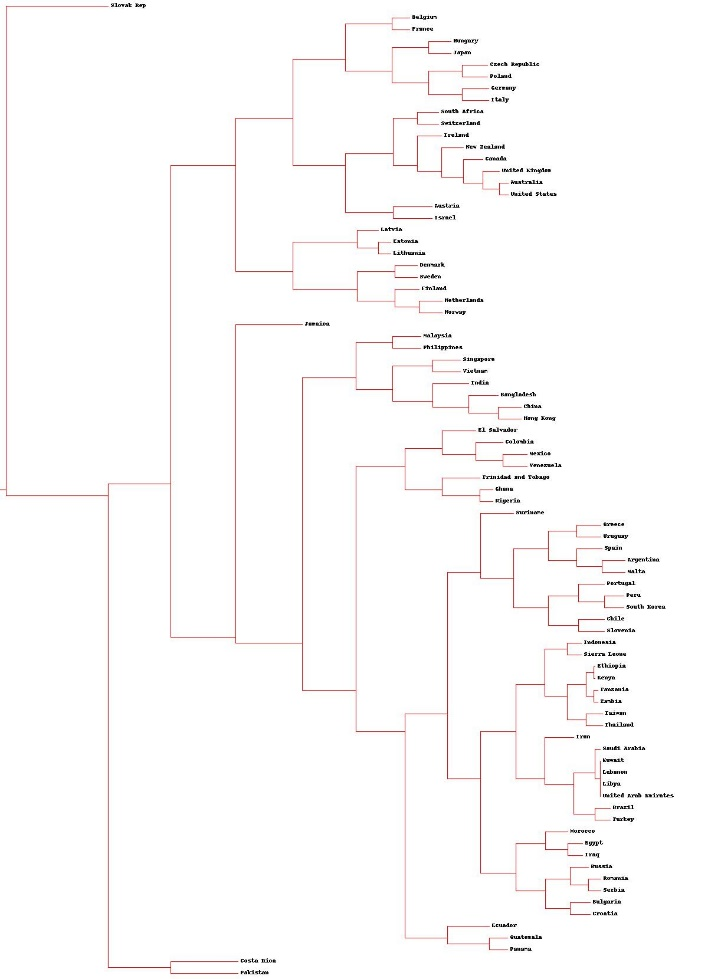 Slovak Rep
Belgium
France
Hungary
Japan
Czech Republic
Poland
Germany
Italy
South Africa
Switzerland
Ireland
New Zealand
Canada
United Kingdom
Australia
United States
Austria
Israel
Latvia
Estonia
Lithuania
Denmark
Sweden
Finland
Netherlands
Norway
Jamaica
Malaysia
Philippines
Singapore
Vietnam
India
Bangladesh
China
Hong Kong
El Salvador
Colombia
Mexico
Venezuela
Trinidad and Tobago
Ghana
Nigeria
Suriname
Greece
Uruguay
Spain
Argentina
Malta
Portugal
Peru
South Korea
Chile
Slovenia
Indonesia
Sierra Leone
Ethiopia
Kenya
Tanzania
Zambia
Taiwan
Thailand
Iran
Saudi Arabia
Kuwait
Lebanon
Libya
United Arab Emirates
Brazil
Turkey
Morocco
Egypt
Iraq
Russia
Romania
Serbia
Bulgaria
Croatia
Ecuador
Guatemala
Panama
Costa Rica
Pakistan